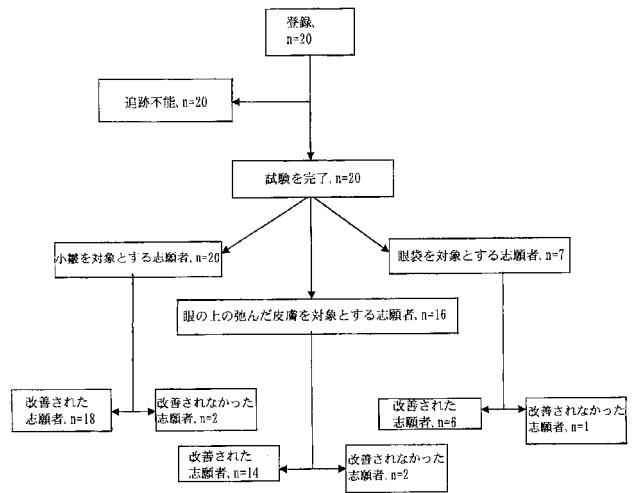 登録,
n=20
追跡不能, n=20
試験を完了, n=20
小皺を対象とする志願者, n=20
眼袋を対象とする志願者, n=7
眼の上の弛んだ皮膚を対象とする志願者, n=16
改善された
志願者, n=18
改善されなかった
志願者, n=2
改善された
志願者, n=6
改善されなかった
志願者, n=1
改善された
志願者, n=14
改善されなかった
志願者, n=2